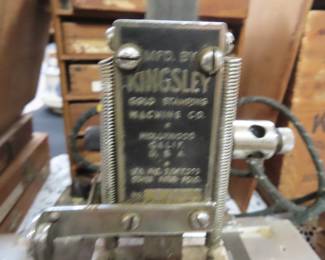 MFD. BY
KINGSLEY
GOLD STAMPING
MACHINE CO.
HOLLYWOOD
CALIF.
U.S.A.